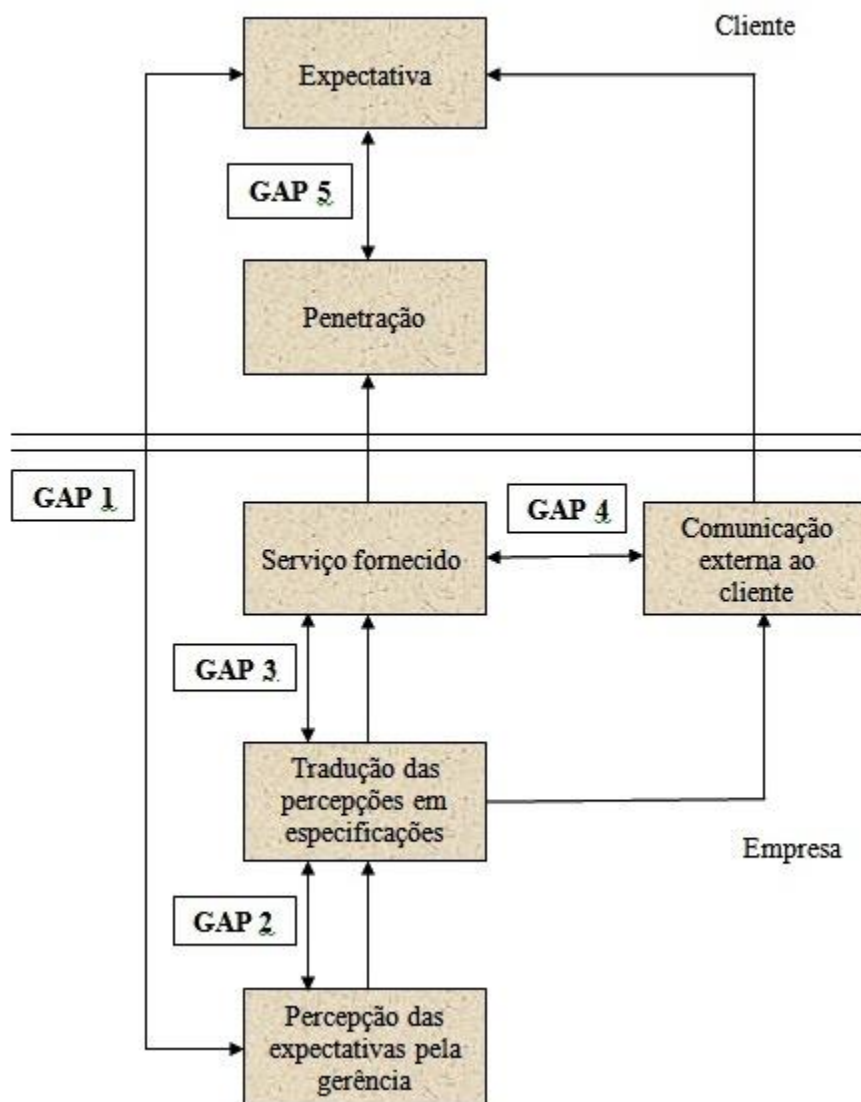 Cliente
Expectativa
GAP 5
Penetração
GAP 1
Serviço fornecido
GAP 4
Comunicação
externa ao
cliente
GAP 3
Tradução das
percepções em
especificações
Empresa
GAP 2
Percepção das
expectativas pela
gerência